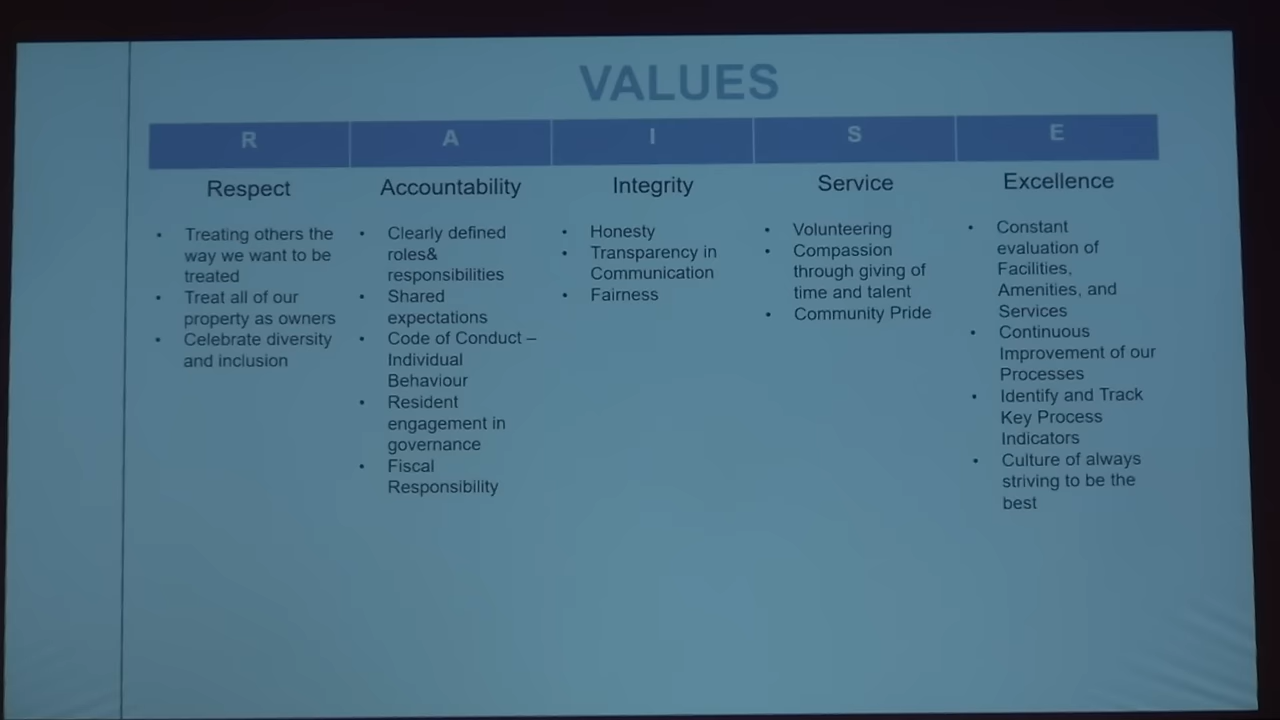 VALUES
R
A
I
S
E
Respect
Accountability
Integrity
Service
Excellence
• Treating others the
way we want to be
treated
• Treat all of our
property as owners
• Celebrate diversity
and inclusion
• Clearly defined
roles&
responsibilities
• Shared
expectations
• Code of Conduct –
Individual
Behaviour
• Resident
engagement in
governance
• Fiscal
Responsibility
• Honesty
• Transparency in
Communication
• Fairness
• Volunteering
• Compassion
through giving of
time and talent
• Community Pride
• Constant
evaluation of
Facilities,
Amenities, and
Services
• Continuous
Improvement of our
Processes
• Identify and Track
Key Process
Indicators
• Culture of always
striving to be the
best